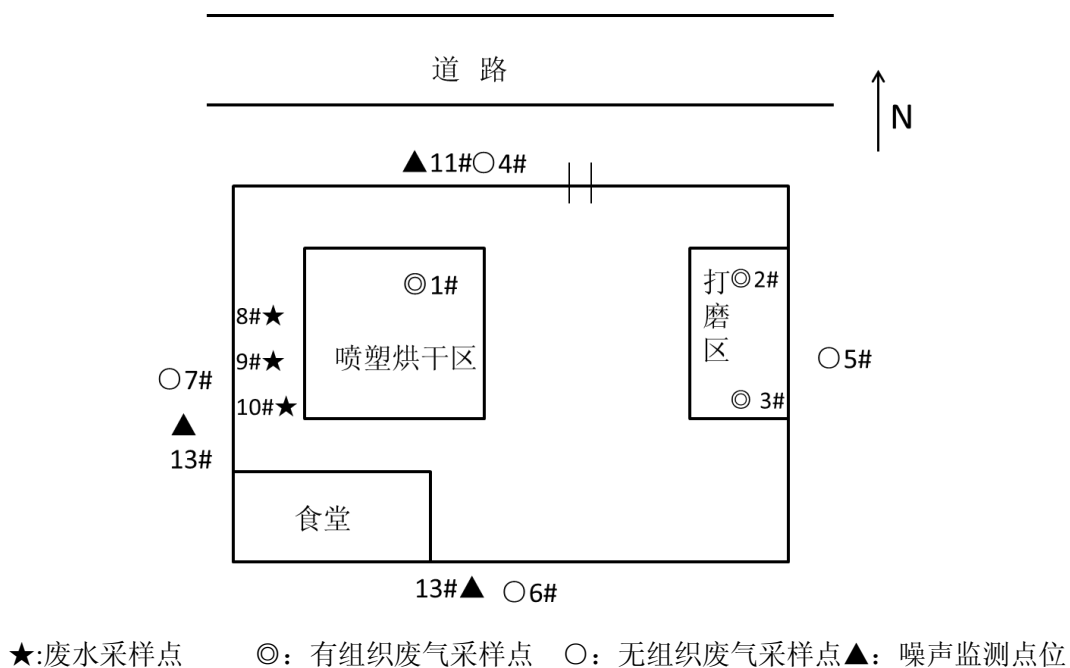 道 路
N
▲11#○4#
◎1#
打磨区
◎2#
8#★
9#★
喷塑烘干区
○5#
○7#
10#★
◎ 3#
▲
13#
食堂
13#▲ ○6#
★:废水采样点 ◎：有组织废气采样点 ○：无组织废气采样点▲：噪声监测点位